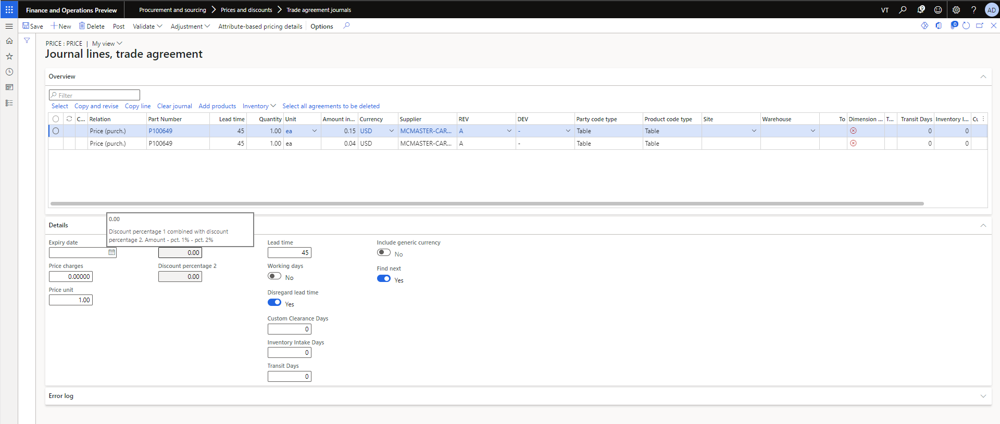 Finance and Operations Preview
Procurement and sourcing > Prices and discounts > Trade agreement journals
VT
9
AD
Save
New
Delete
Post
Validate
Adjustment
Attribute-based pricing details
Options
0
PRICE : PRICE | My view
Journal lines, trade agreement
Overview
Filter
Select Copy and revise Copy line Clear journal Add products Inventory Select all agreements to be deleted
C... Relation Part Number Lead time Quantity Unit Amount in... Currency Supplier REV DEV Party code type Product code type Site Warehouse To Dimension ... T... Transit Days Inventory I...
Price (purch.) P100649 45 1.00 ea 0.15 USD MCMASTER-CAR... A - Table Table 0 0
Price (purch.) P100649 45 1.00 ea 0.04 USD MCMASTER-CAR... A - Table Table 0 0
0.00
Discount percentage 1 combined with discount
percentage 2. Amount - pct. 1% - pct. 2%
Details
Expiry date
Price charges
0.00000
Price unit
1.00
0.00
Discount percentage 2
0.00
Lead time
45
Working days
No
Disregard lead time
Yes
Custom Clearance Days
0
Inventory Intake Days
0
Transit Days
0
Include generic currency
No
Find next
Yes
Error log